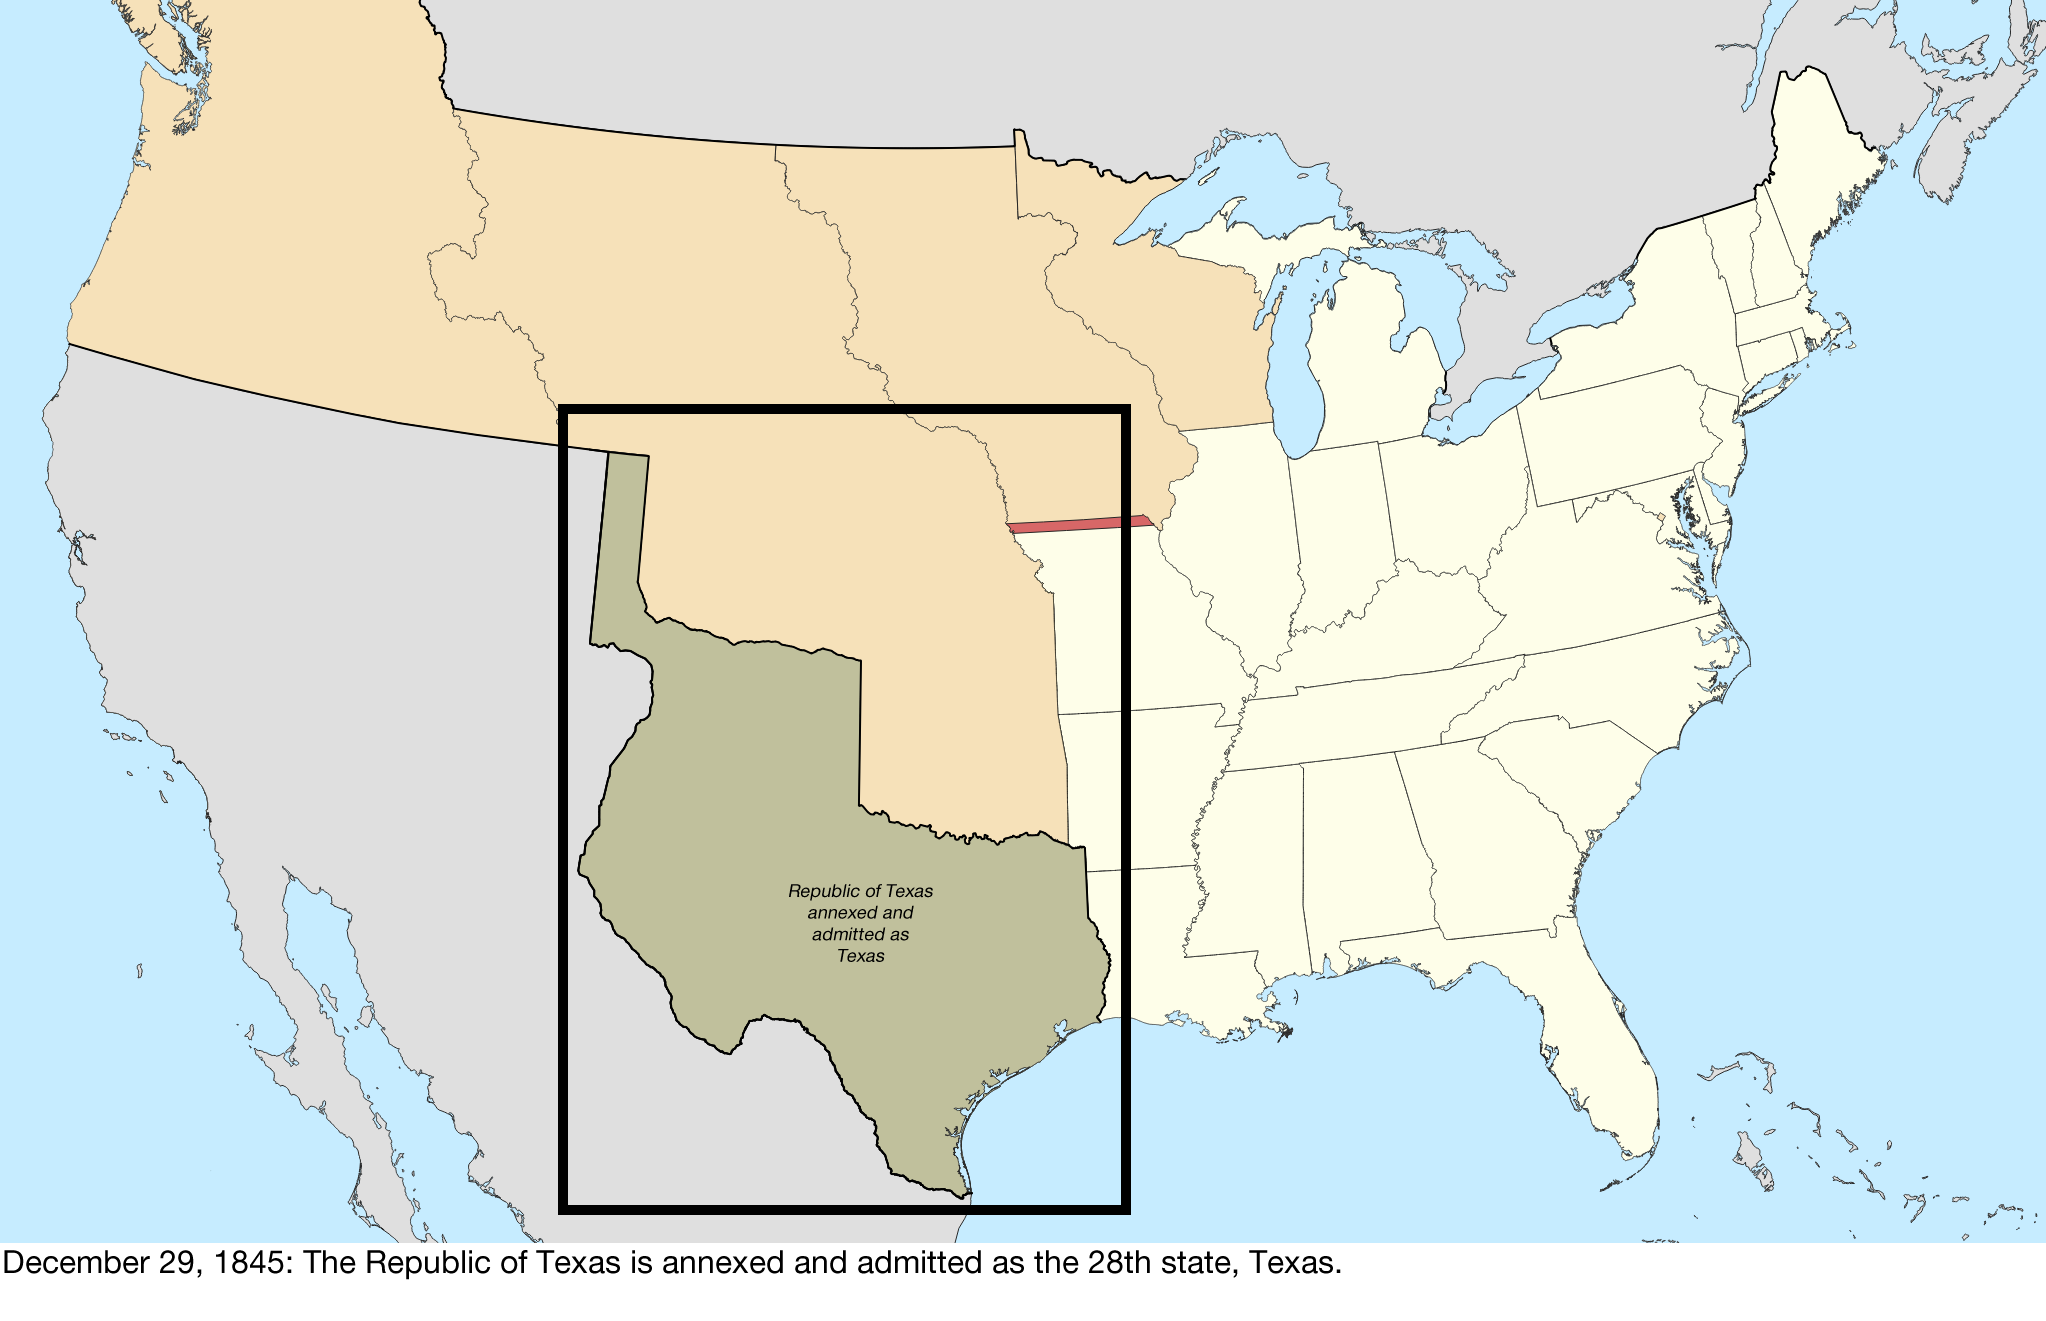 Republic of Texas
annexed and
admitted as
Texas
December 29, 1845: The Republic of Texas is annexed and admitted as the 28th state, Texas.